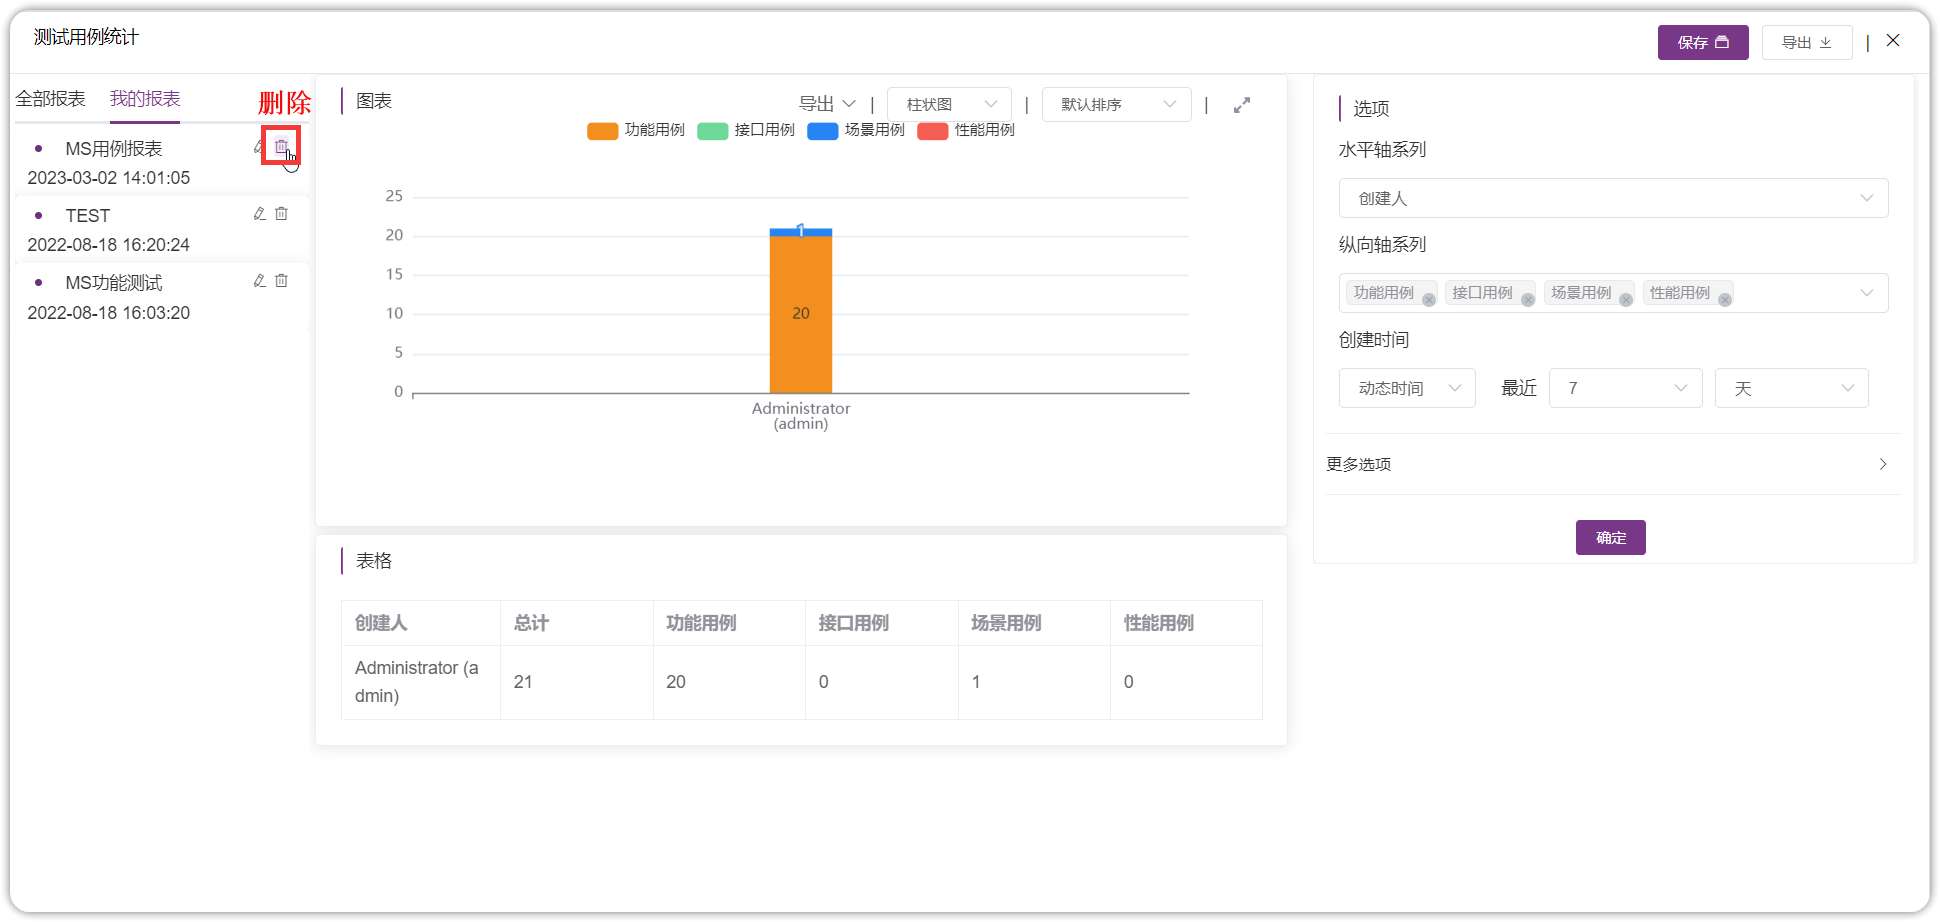 测试用例统计
保存
导出
全部报表
我的报表
删除
MS用例报表
2023-03-02 14:01:05
TEST
2022-08-18 16:20:24
MS功能测试
2022-08-18 16:03:20
图表
导出
柱状图
默认排序
功能用例
接口用例
场景用例
性能用例
25
20
15
10
5
0
1
20
Administrator
(admin)
表格
创建人 总计 功能用例 接口用例 场景用例 性能用例
Administrator (a
dmin)
21 20 0 1 0
选项
水平轴系列
创建人
纵向轴系列
功能用例 接口用例 场景用例 性能用例
创建时间
动态时间 最近 7 天
更多选项
确定